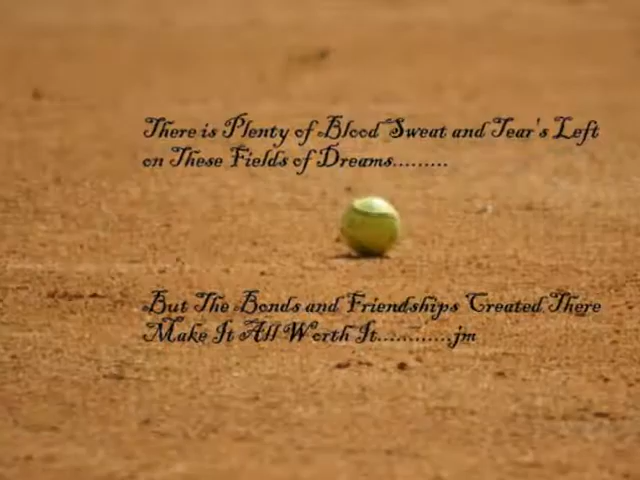 There is Plenty of Blood Sweat and Tear's Left
on These Fields of Dreams.........
But The Bonds and Friendships Created There
Make It All Worth It............jm